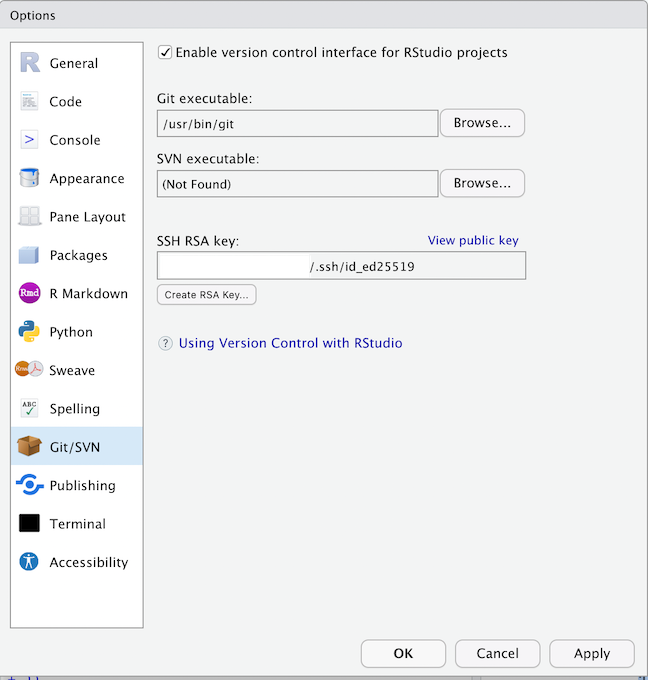 Options
General
Code
Console
Appearance
Pane Layout
Packages
Rmd R Markdown
Python
Sweave
ABC Spelling
Git/SVN
Publishing
Terminal
Accessibility
Enable version control interface for RStudio projects
Git executable:
/usr/bin/git Browse...
SVN executable:
(Not Found) Browse...
SSH RSA key: View public key
/.ssh/id_ed25519
Create RSA Key...
? Using Version Control with RStudio
OK Cancel Apply